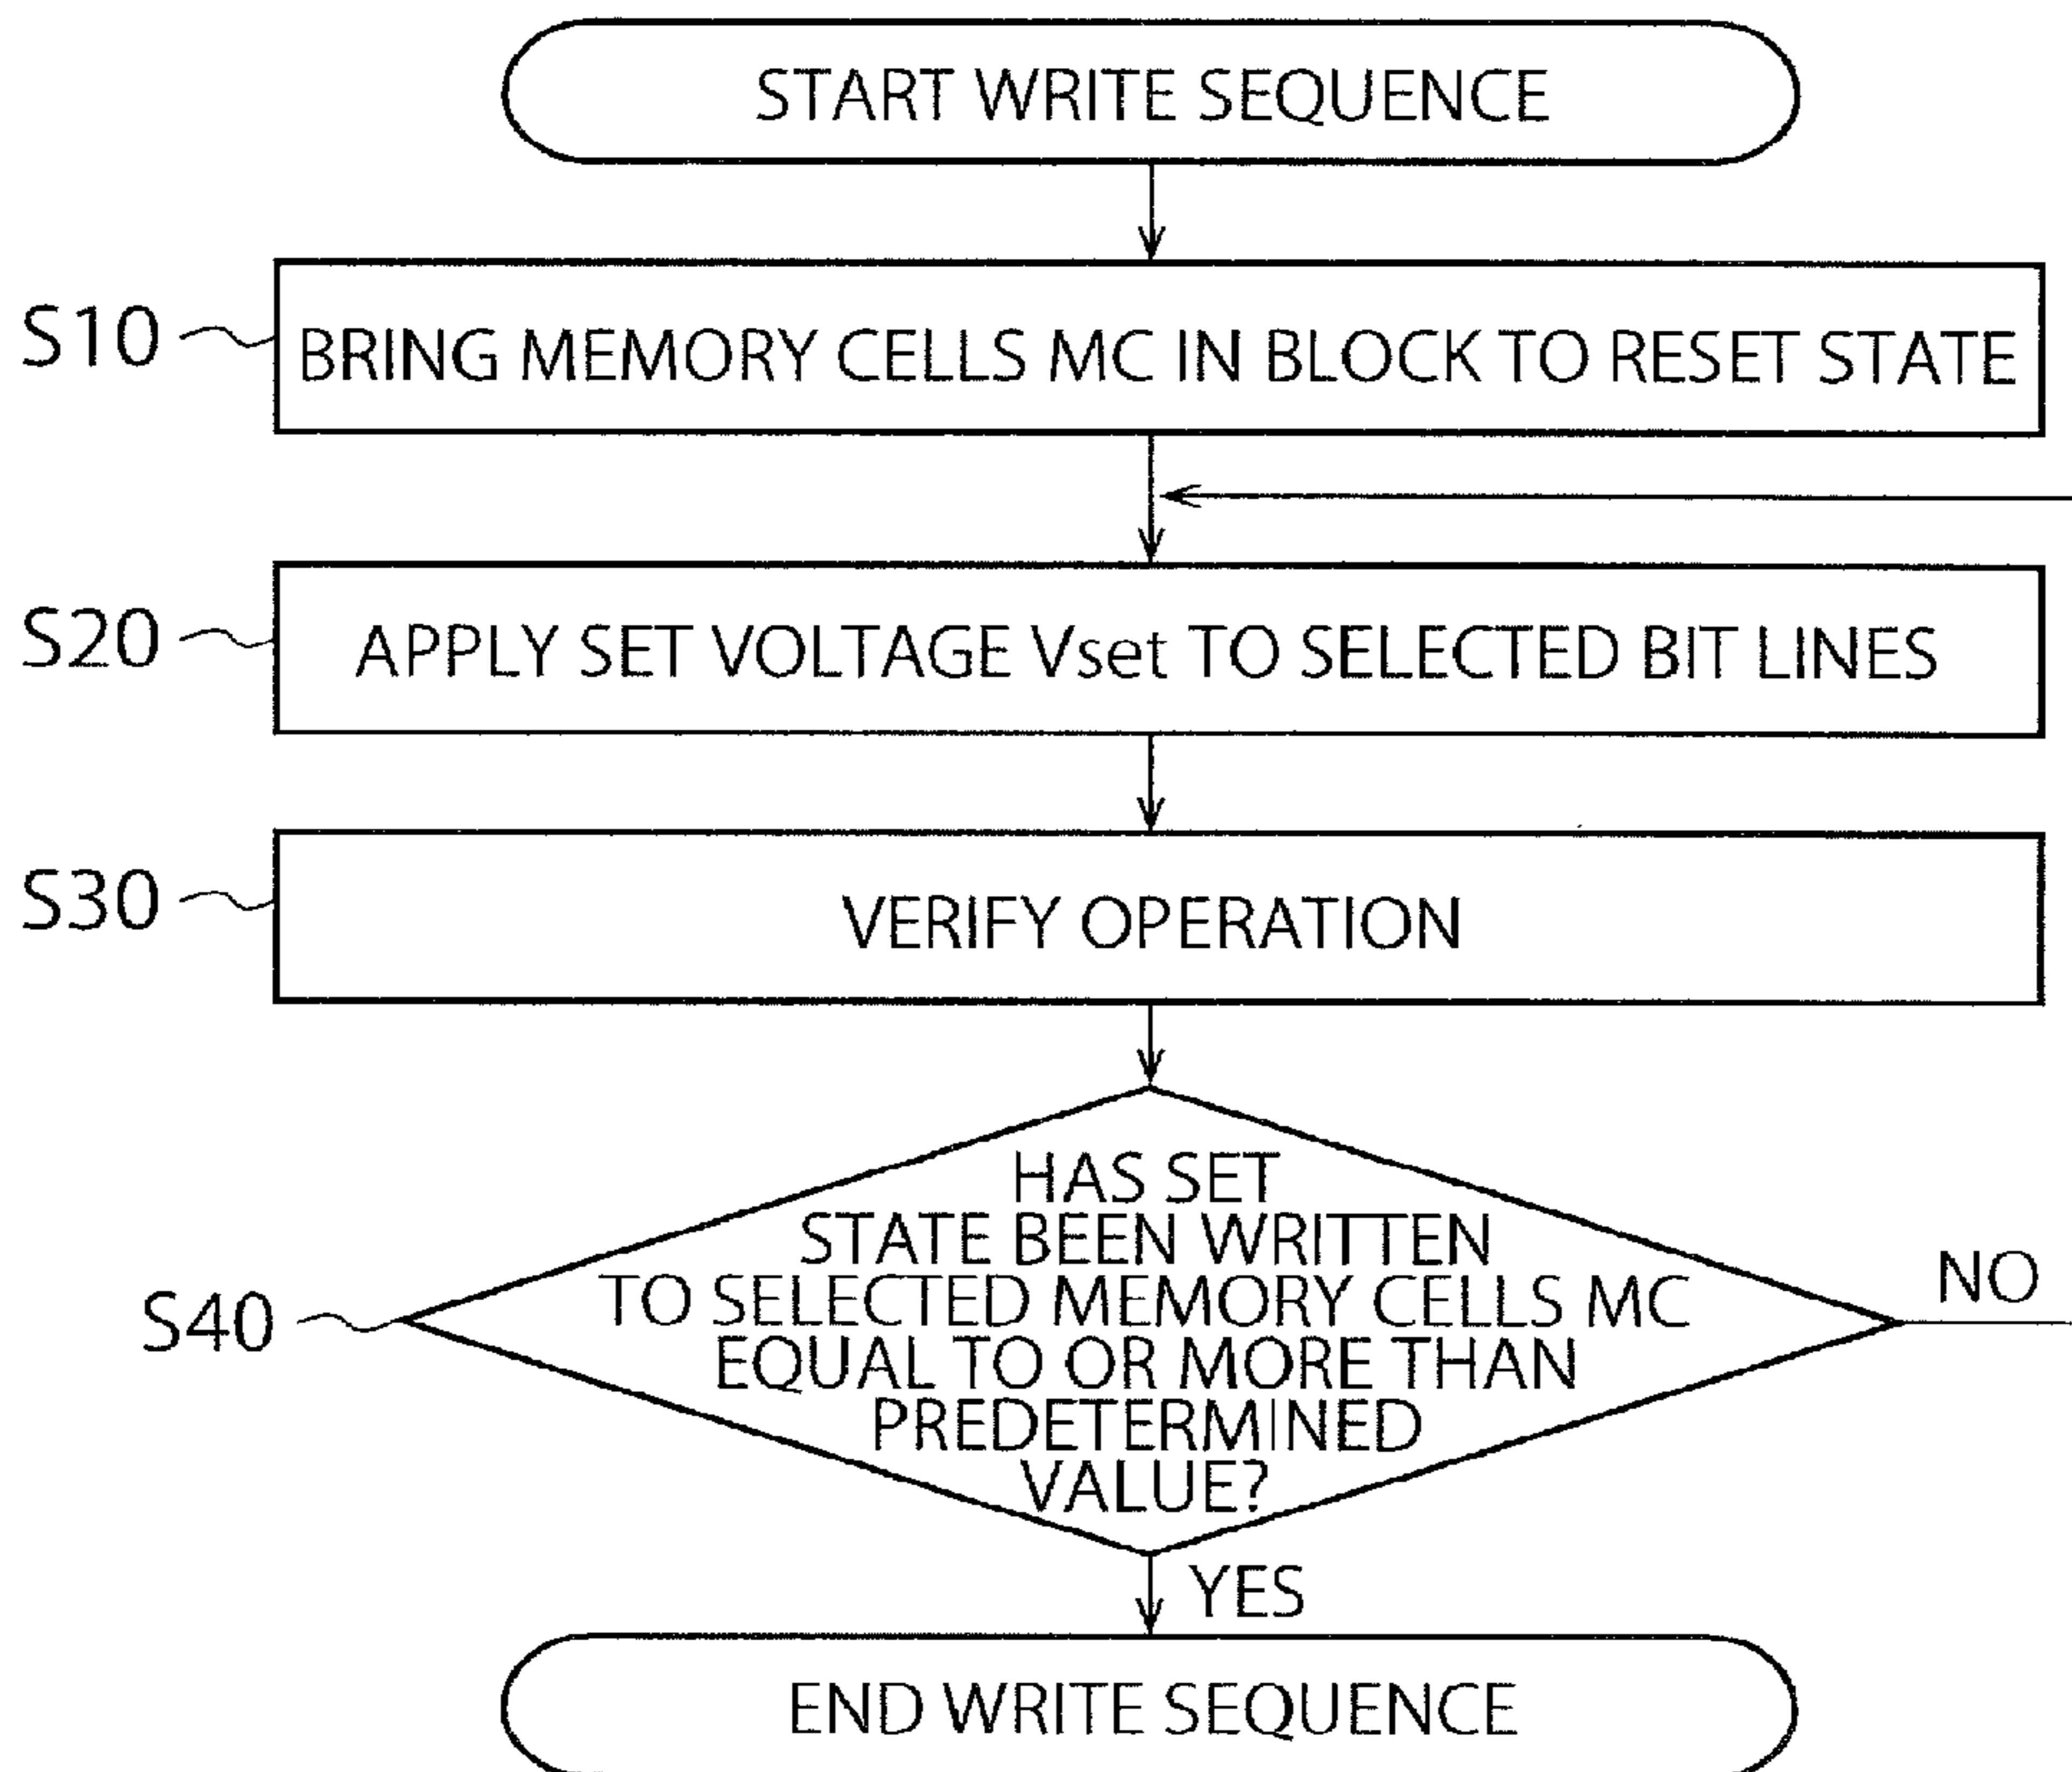 START WRITE SEQUENCE
S10
BRING MEMORY CELLS MC IN BLOCK TO RESET STATE
S20
APPLY SET VOLTAGE Vset TO SELECTED BIT LINES
S30
VERIFY OPERATION
HAS SET
STATE BEEN WRITTEN
TO SELECTED MEMORY CELLS MC
EQUAL TO OR MORE THAN
PREDETERMINED
VALUE?
S40
NO
YES
END WRITE SEQUENCE